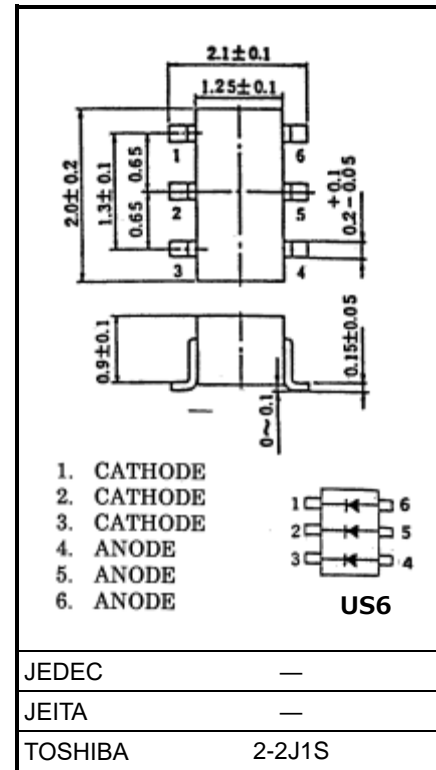 2.1±0.1
1.25±0.1
1
6
2.0±0.2
1.3±0.1
0.65
0.65
2
5
+0.1
0.2-0.05
3
4
0.9±0.1
0.15±0.05
0~0.1
1. CATHODE
2. CATHODE
3. CATHODE
4. ANODE
5. ANODE
6. ANODE
1 6
2 5
3 4
US6
JEDEC —
JEITA —
TOSHIBA 2-2J1S